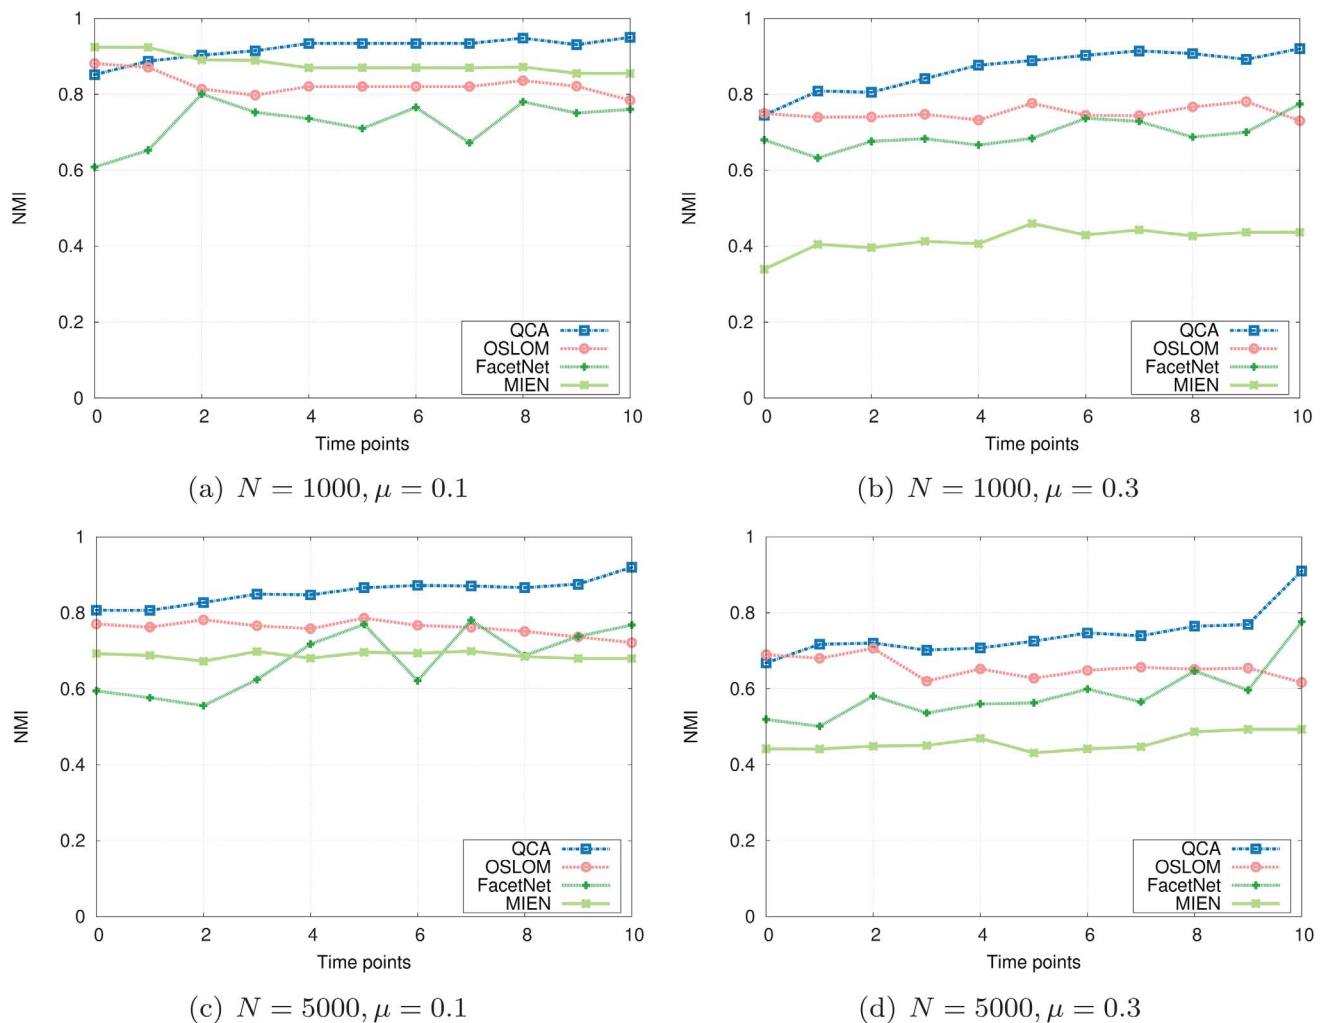 1
0.8
0.6
0.4
0.2
0
NMI
0 2 4 6 8 10
Time points
QCA
OSLOM
FacetNet
MIEN
(a) N = 1000, μ = 0.1
1
0.8
0.6
0.4
0.2
0
NMI
0 2 4 6 8 10
Time points
QCA
OSLOM
FacetNet
MIEN
(b) N = 1000, μ = 0.3
1
0.8
0.6
0.4
0.2
0
NMI
0 2 4 6 8 10
Time points
QCA
OSLOM
FacetNet
MIEN
(c) N = 5000, μ = 0.1
1
0.8
0.6
0.4
0.2
0
NMI
0 2 4 6 8 10
Time points
QCA
OSLOM
FacetNet
MIEN
(d) N = 5000, μ = 0.3